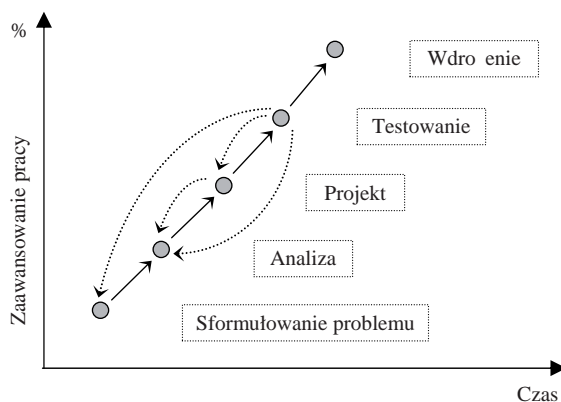 %
Wdro enie
Testowanie
Projekt
Analiza
Sformułowanie problemu
Zaawansowanie pracy
Czas